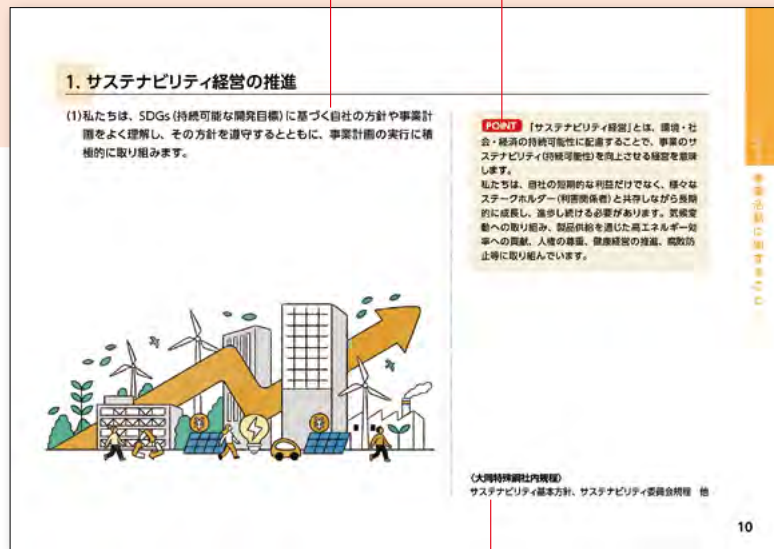 1. サステナビリティ経営の推進
(1)私たちは、SDGs(持続可能な開発目標)に基づく自社の方針や事業計
画をよく理解し、その方針を遵守するとともに、事業計画の実行に積
極的に取り組みます。
POINT 「サステナビリティ経営」とは、環境・社
会・経済の持続可能性に配慮することで、事業のサ
ステナビリティ(持続可能性)を向上させる経営を意味
します。
私たちは、自社の短期的な利益だけでなく、様々な
ステークホルダー(利害関係者)と共存しながら長期
的に成長し、進歩し続ける必要があります。気候変
動への取り組み、製品供給を通じた高エネルギー効
率への貢献、人権の尊重、健康経営の推進、腐敗防
止等に取り組んでいます。
〈大同特殊鋼社内規程〉
サステナビリティ基本方針、サステナビリティ委員会規程 他
10